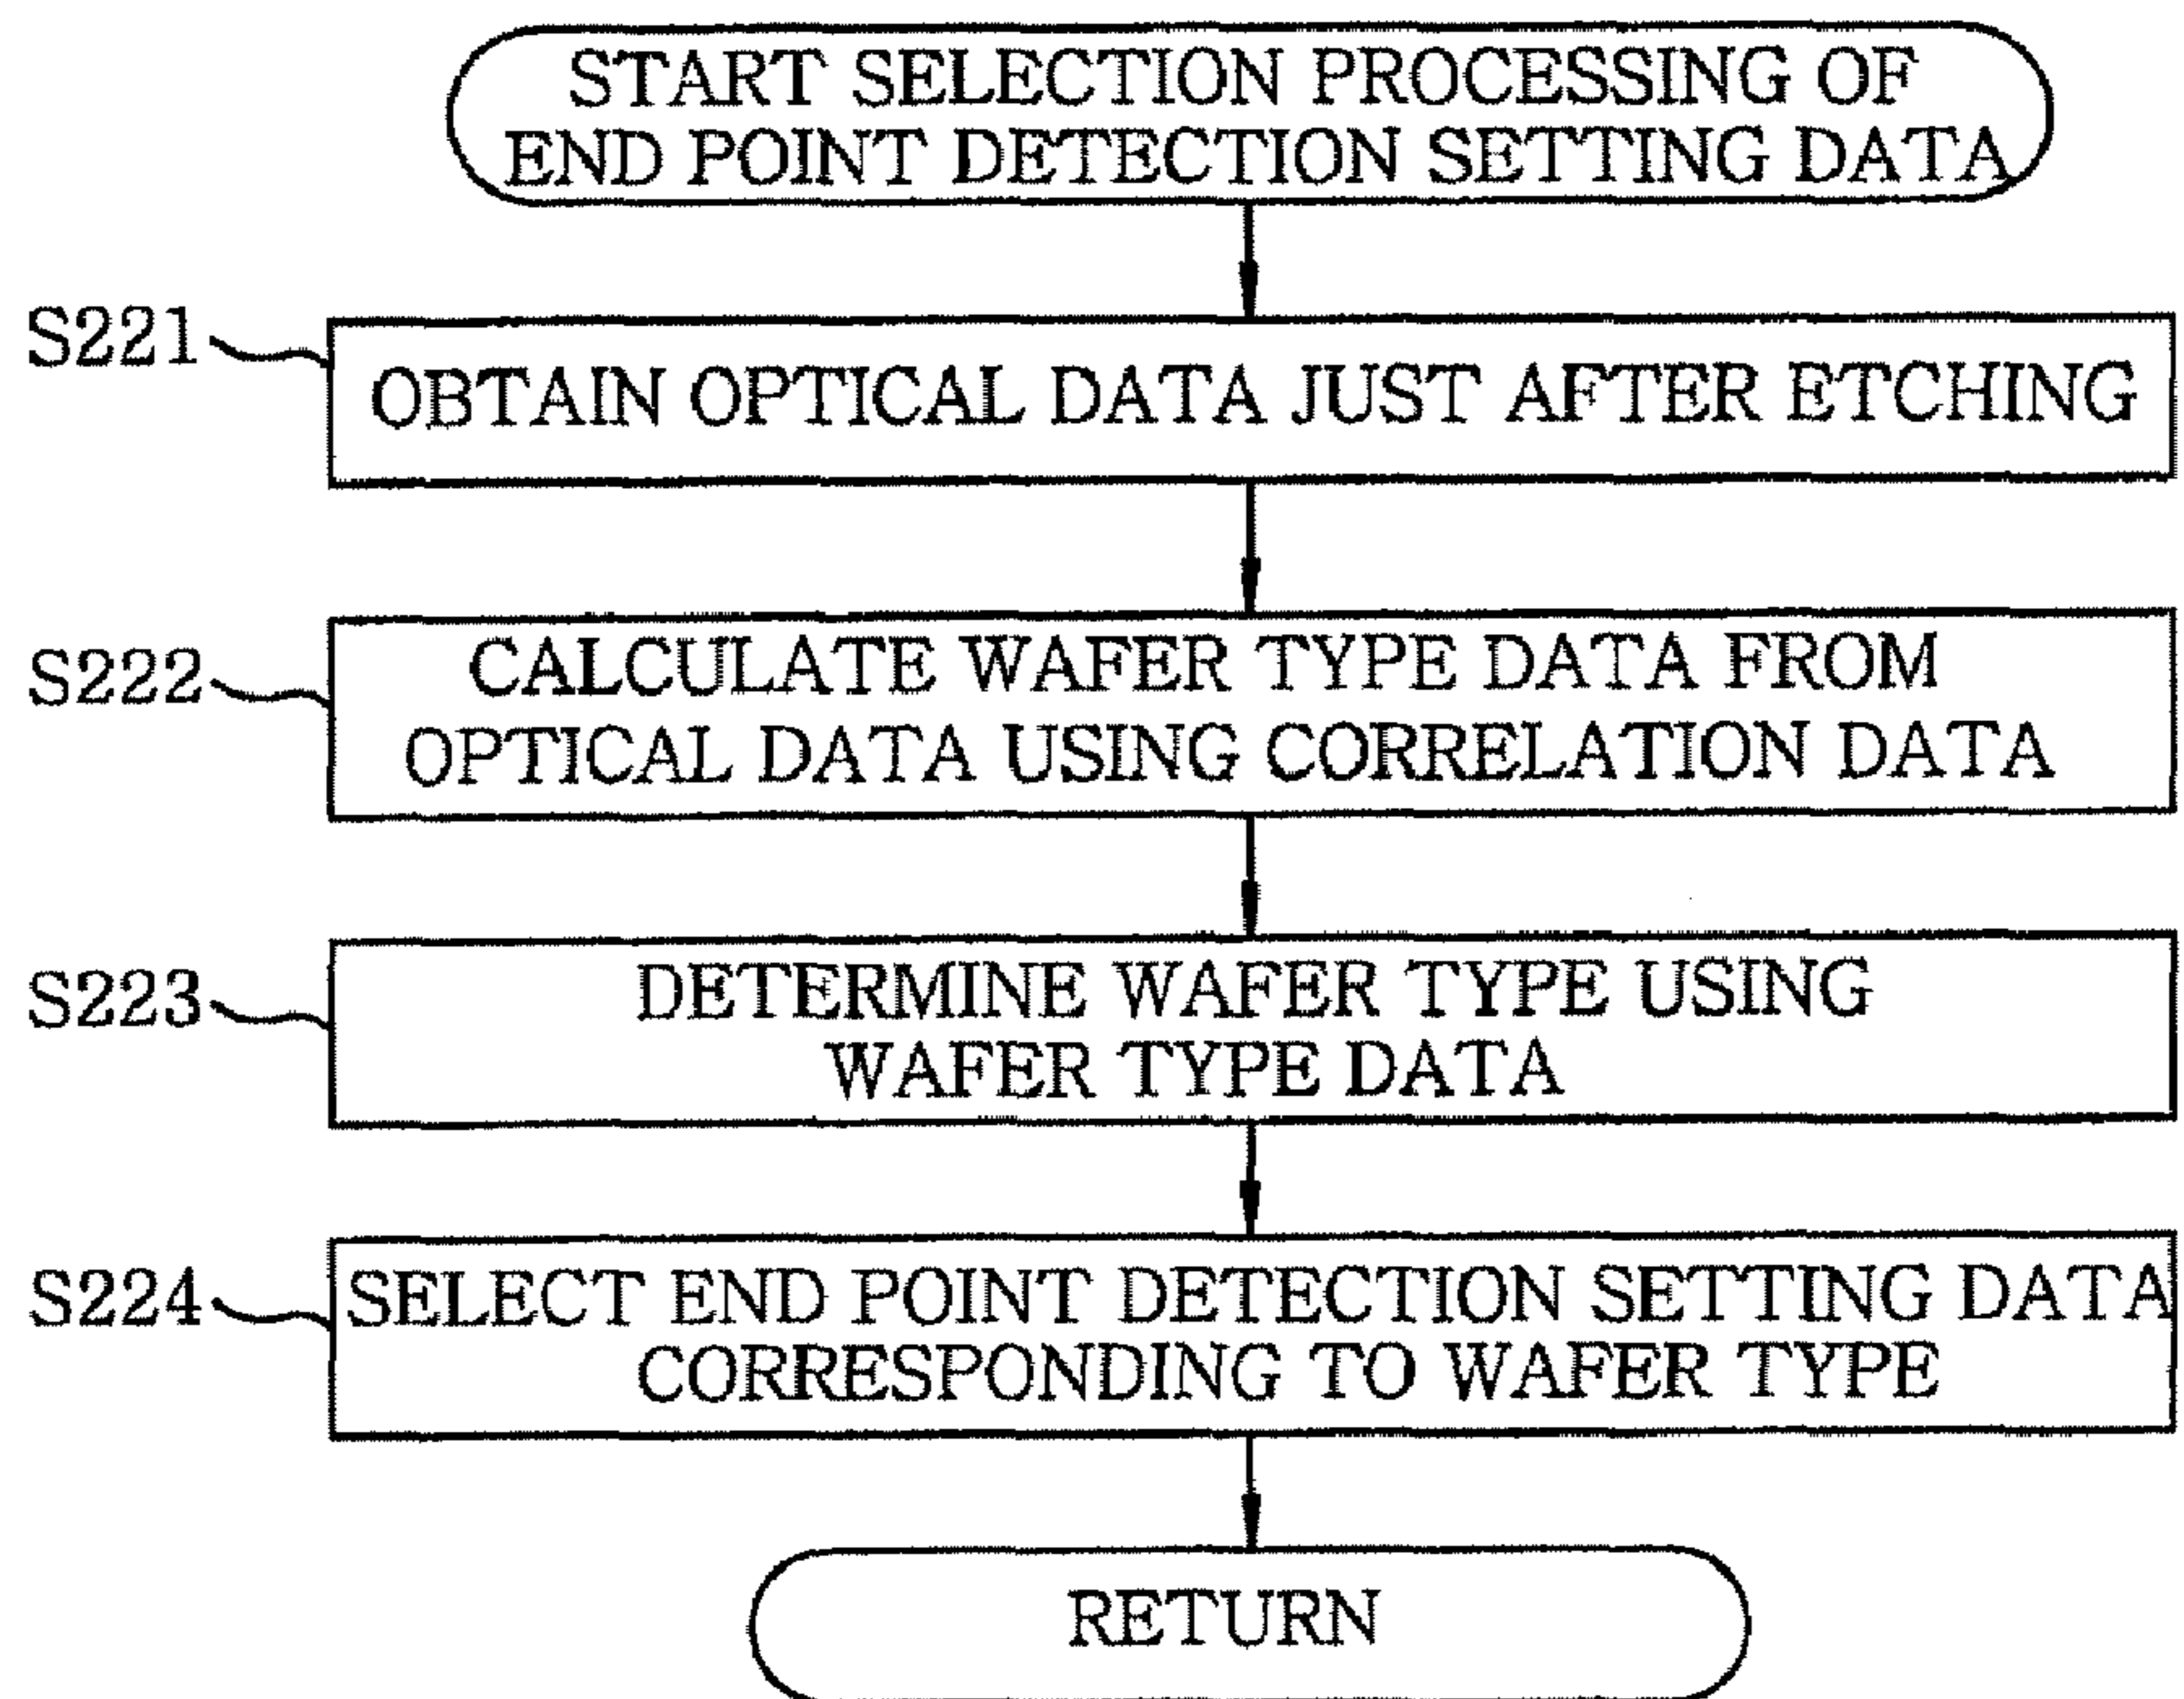 START SELECTION PROCESSING OF
END POINT DETECTION SETTING DATA
S221
OBTAIN OPTICAL DATA JUST AFTER ETCHING
S222
CALCULATE WAFER TYPE DATA FROM
OPTICAL DATA USING CORRELATION DATA
S223
DETERMINE WAFER TYPE USING
WAFER TYPE DATA
S224
SELECT END POINT DETECTION SETTING DATA
CORRESPONDING TO WAFER TYPE
RETURN